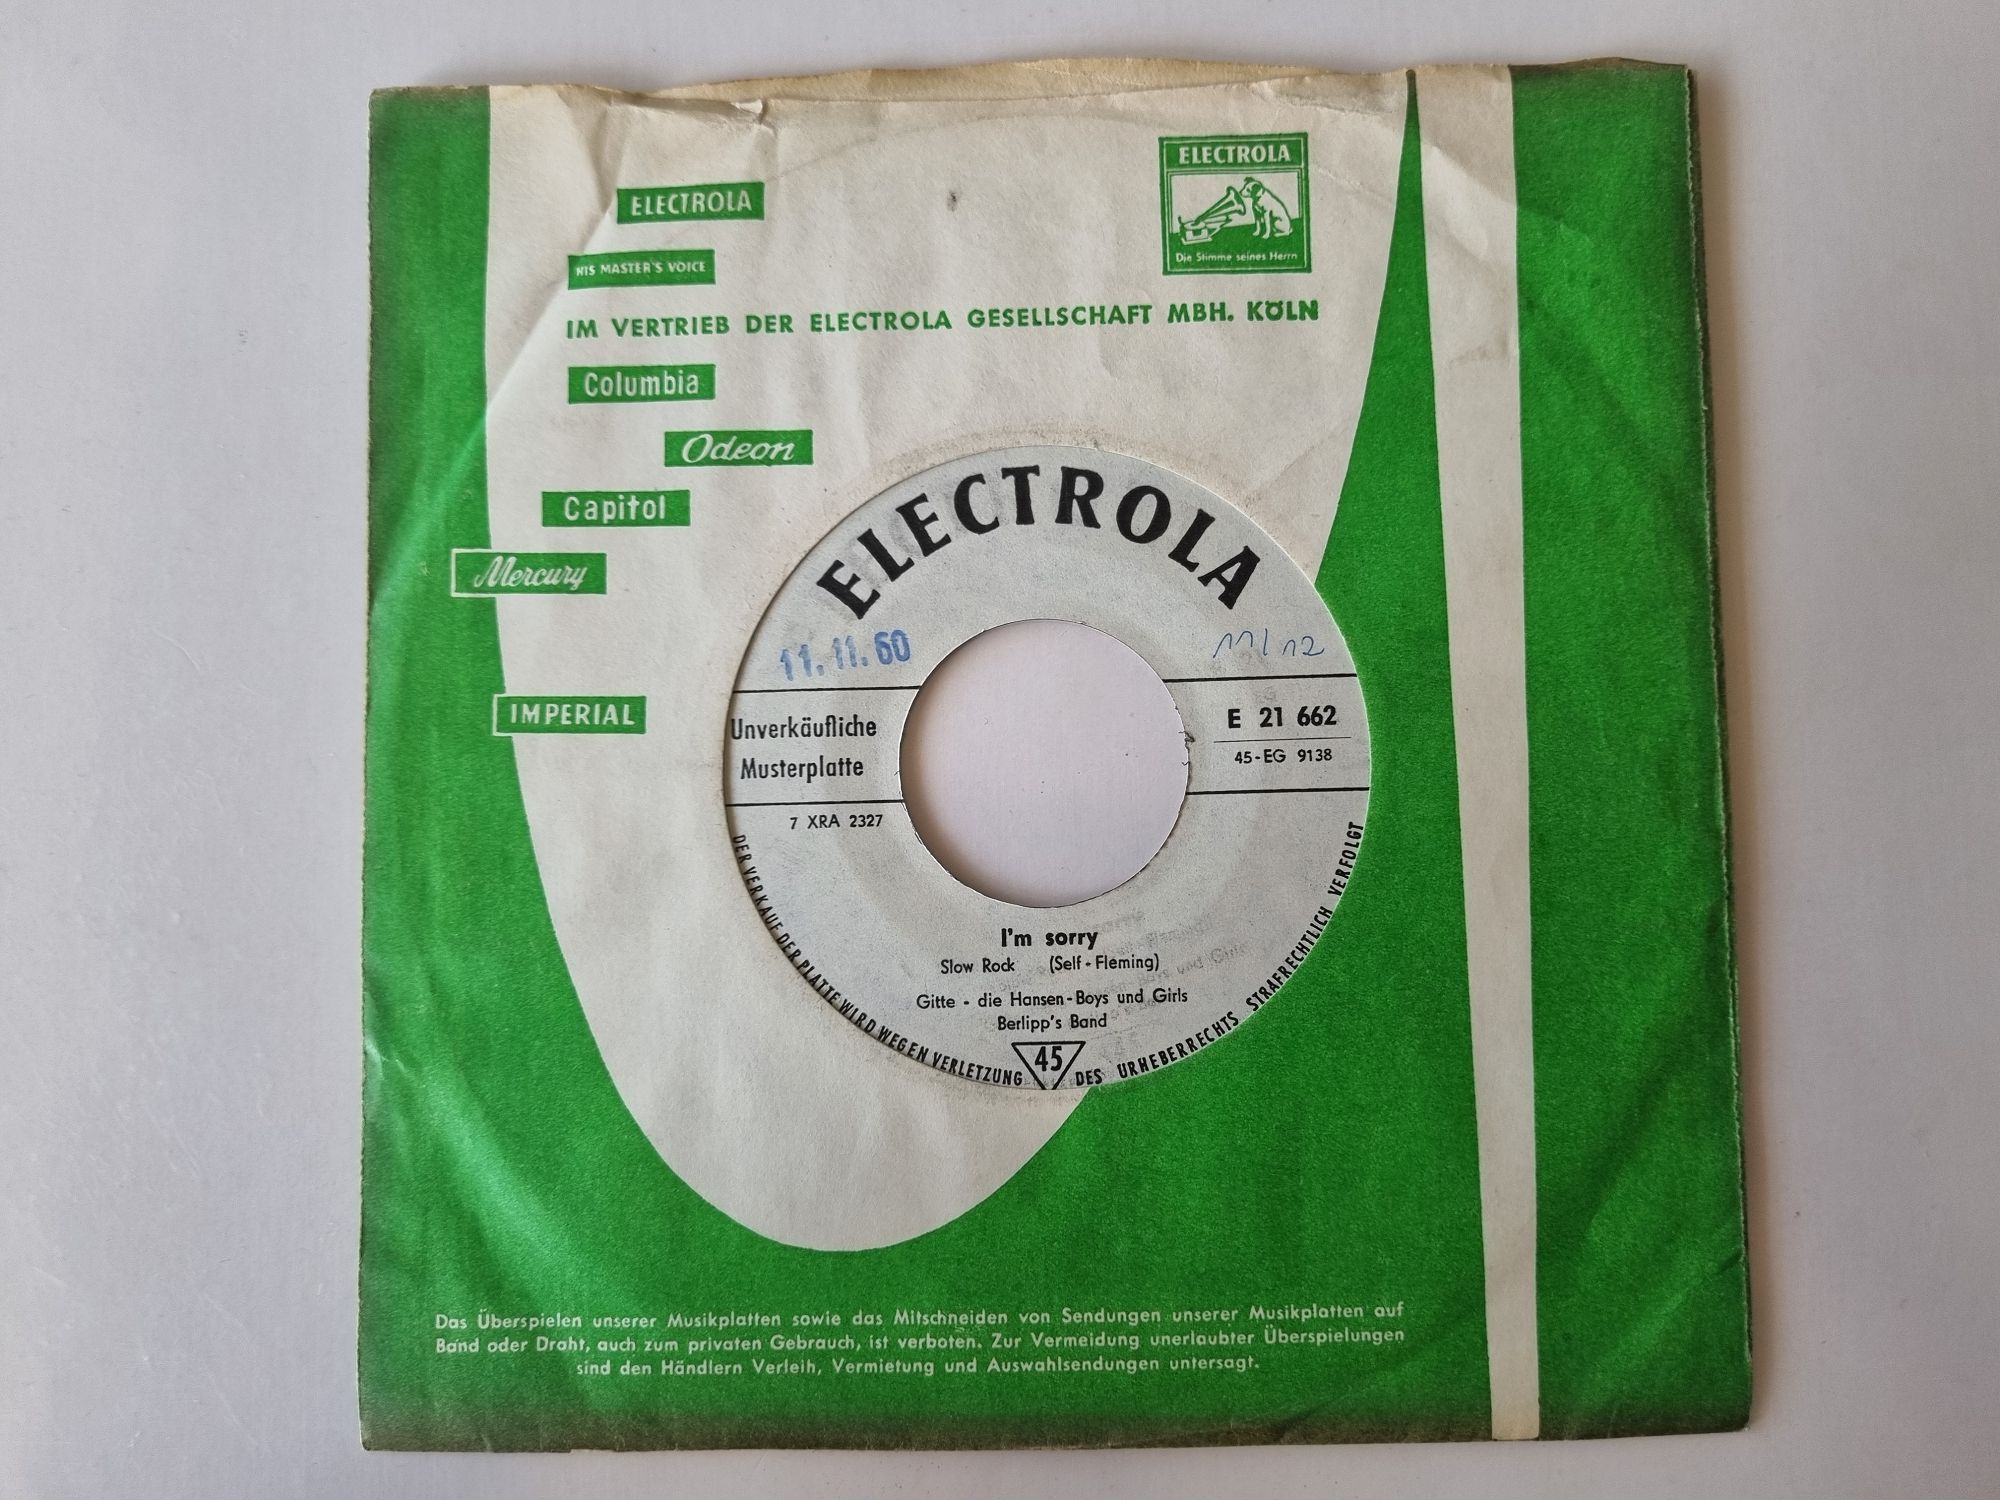 ELECTROLA
Die Stimme seines Herrn
ELECTROLA
HIS MASTER'S VOICE
IM VERTRIEB DER ELECTROLA GESELLSCHAFT MBH. KÖLN
Columbia
Odeon
Capitol
Mercury
IMPERIAL
ELECTROLA
11.11.60
11/12
Unverkäufliche
Musterplatte
E 21 662
45-EG 9138
7 XRA 2327
I'm sorry
Slow Rock (Self-Fleming)
Gitte - die Hansen-Boys und Girls
Berlipp's Band
45
DER VERKAUF DER PLATTE WIRD WEGEN VERLETZUNG DES URHEBERRECHTS STRAFRECHTLICH VERFOLGT
Das Überspielen unserer Musikplatten sowie das Mitschneiden von Sendungen unserer Musikplatten auf
Band oder Draht, auch zum privaten Gebrauch, ist verboten. Zur Vermeidung unerlaubter Überspielungen
sind den Händlern Verleih, Vermietung und Auswahlsendungen untersagt.